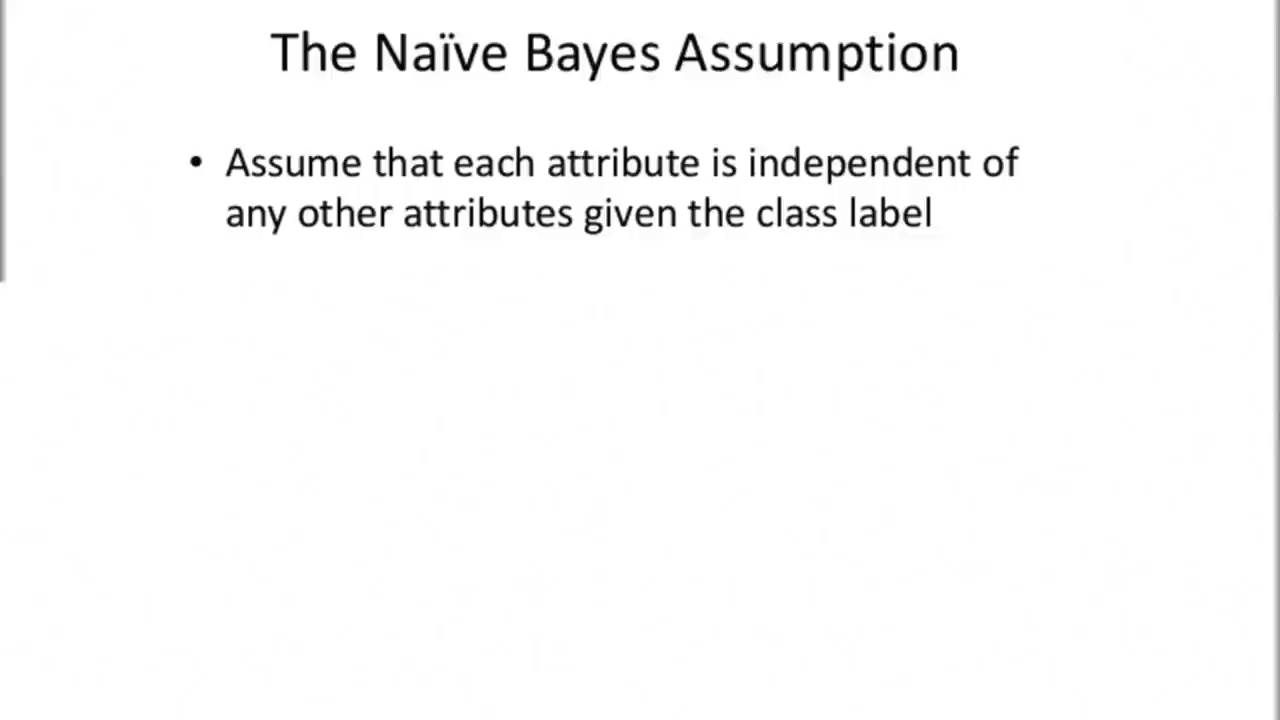 The Naïve Bayes Assumption
• Assume that each attribute is independent of
any other attributes given the class label